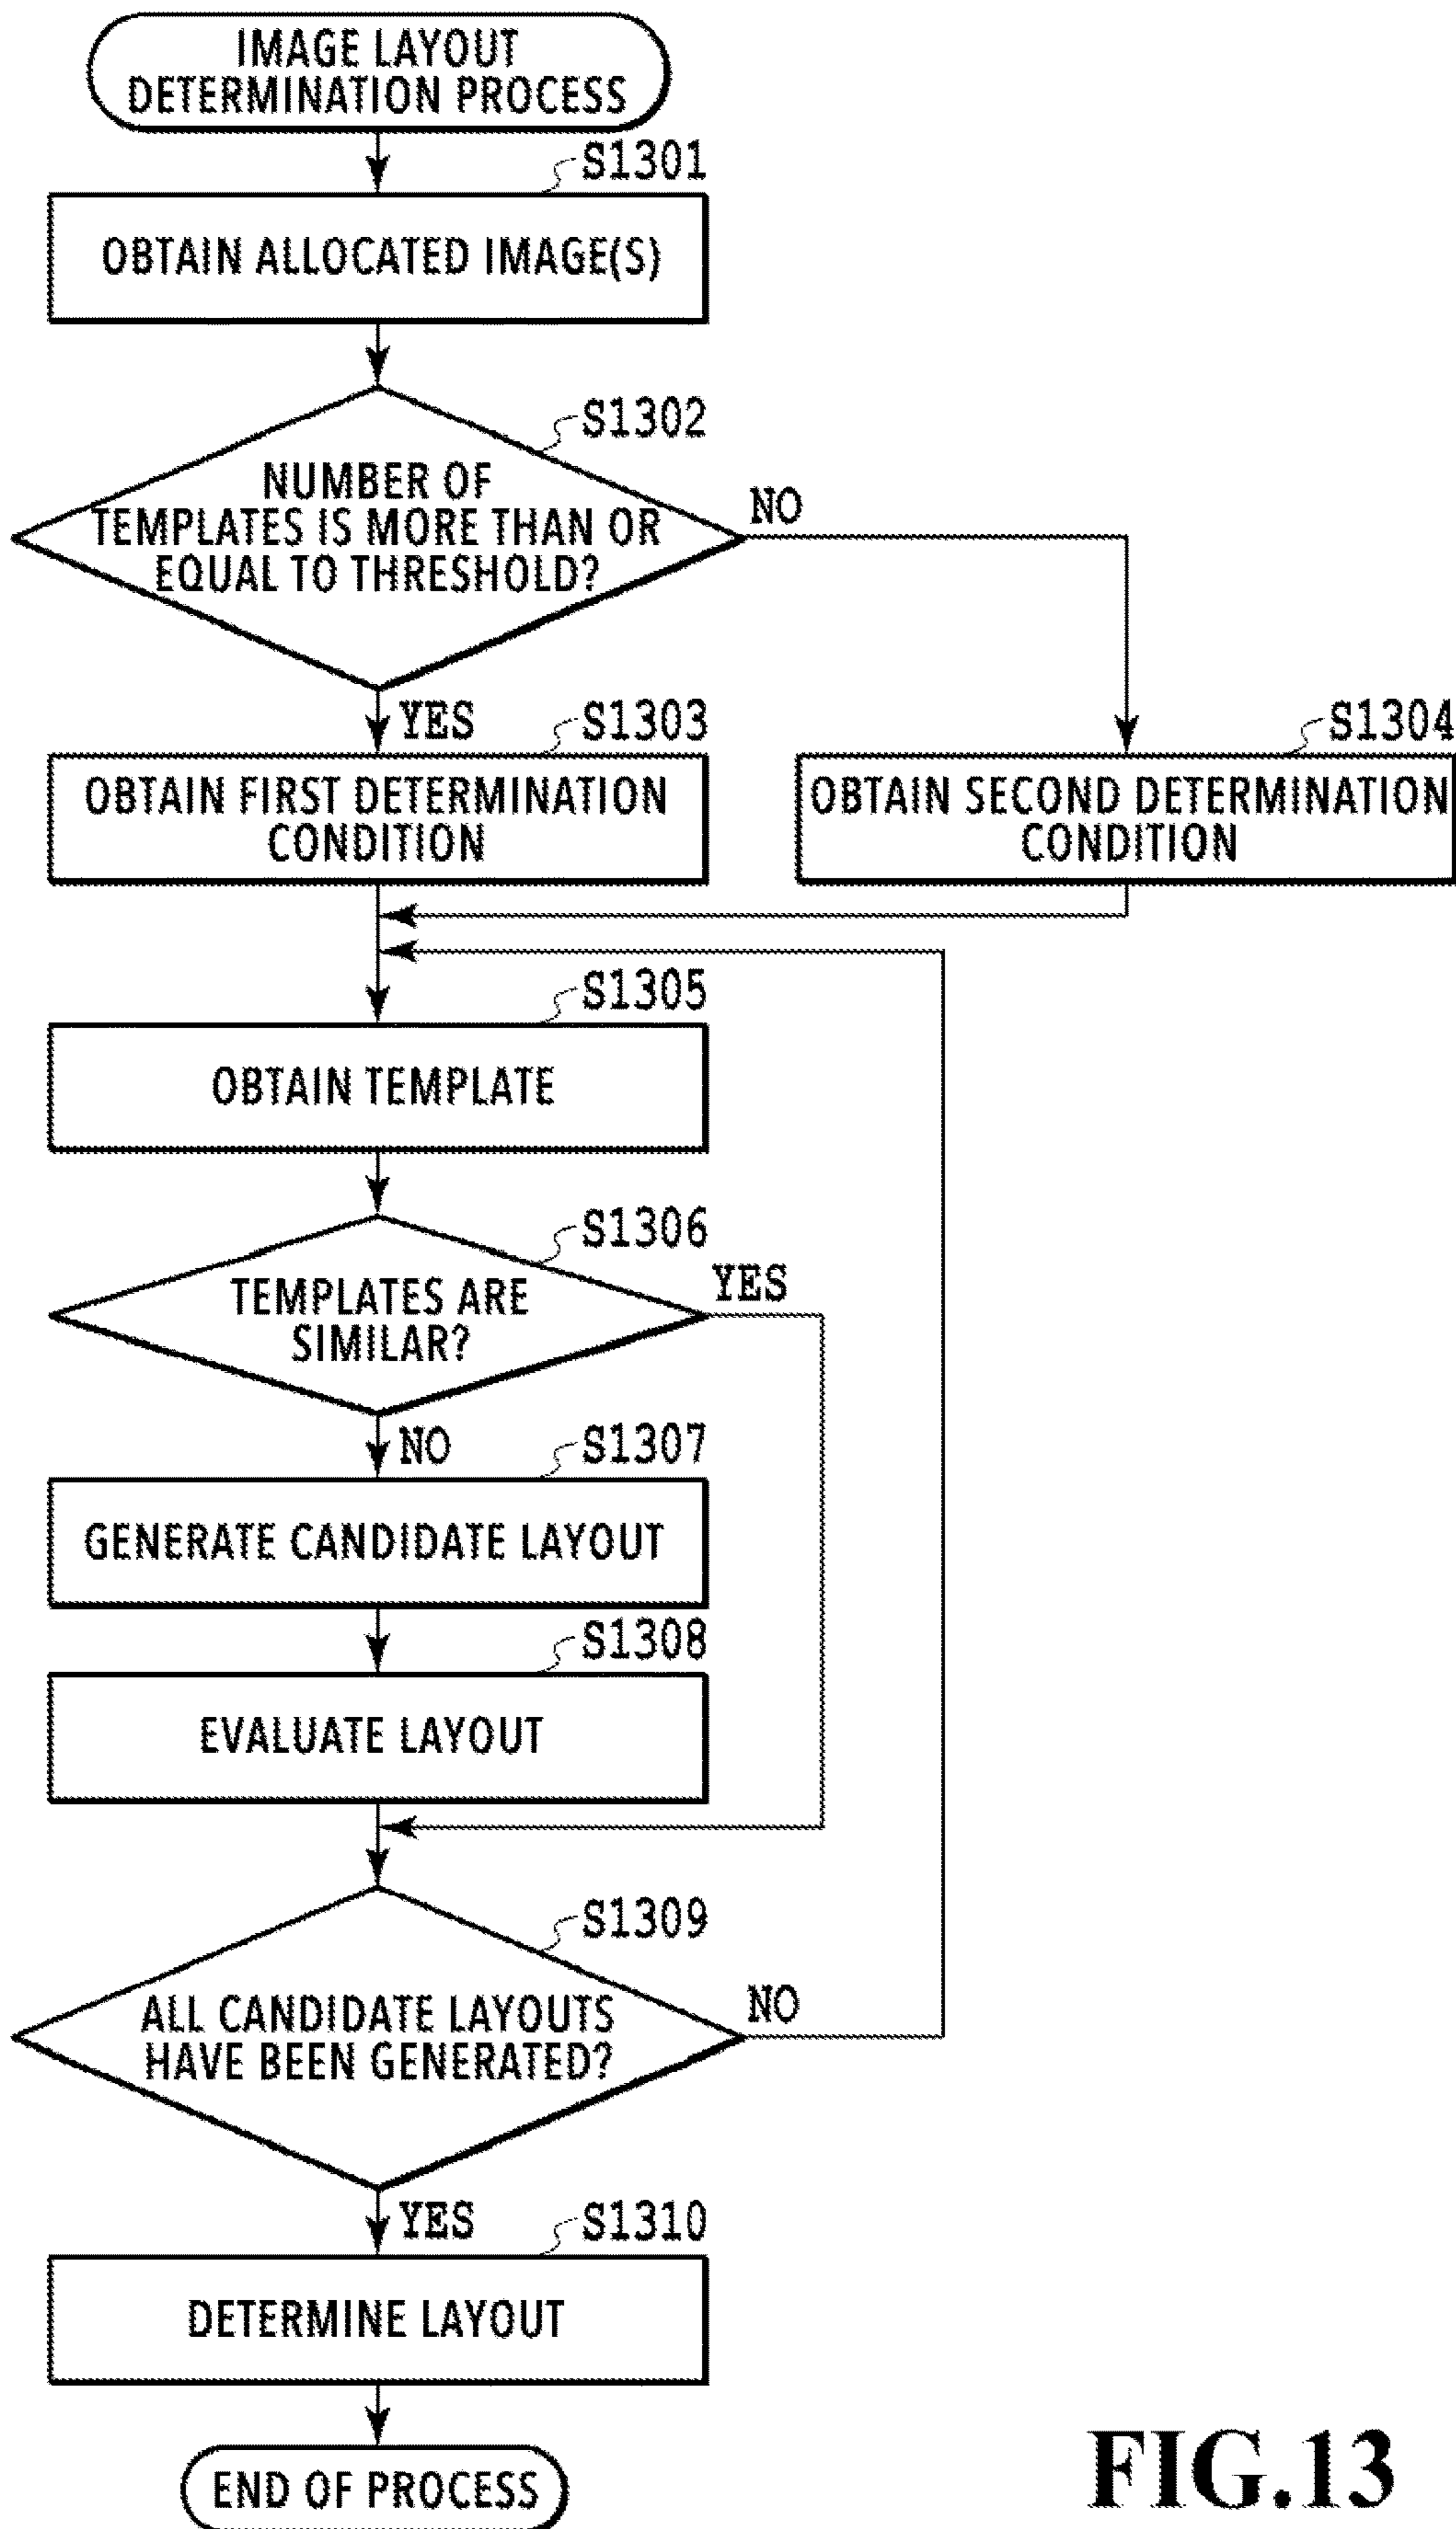 IMAGE LAYOUT
DETERMINATION PROCESS
S1301
OBTAIN ALLOCATED IMAGE(S)
S1302
NUMBER OF
TEMPLATES IS MORE THAN OR
EQUAL TO THRESHOLD?
NO
YES
S1303
OBTAIN FIRST DETERMINATION
CONDITION
S1304
OBTAIN SECOND DETERMINATION
CONDITION
S1305
OBTAIN TEMPLATE
S1306
TEMPLATES ARE
SIMILAR?
YES
NO
S1307
GENERATE CANDIDATE LAYOUT
S1308
EVALUATE LAYOUT
S1309
ALL CANDIDATE LAYOUTS
HAVE BEEN GENERATED?
NO
YES
S1310
DETERMINE LAYOUT
END OF PROCESS
FIG.13